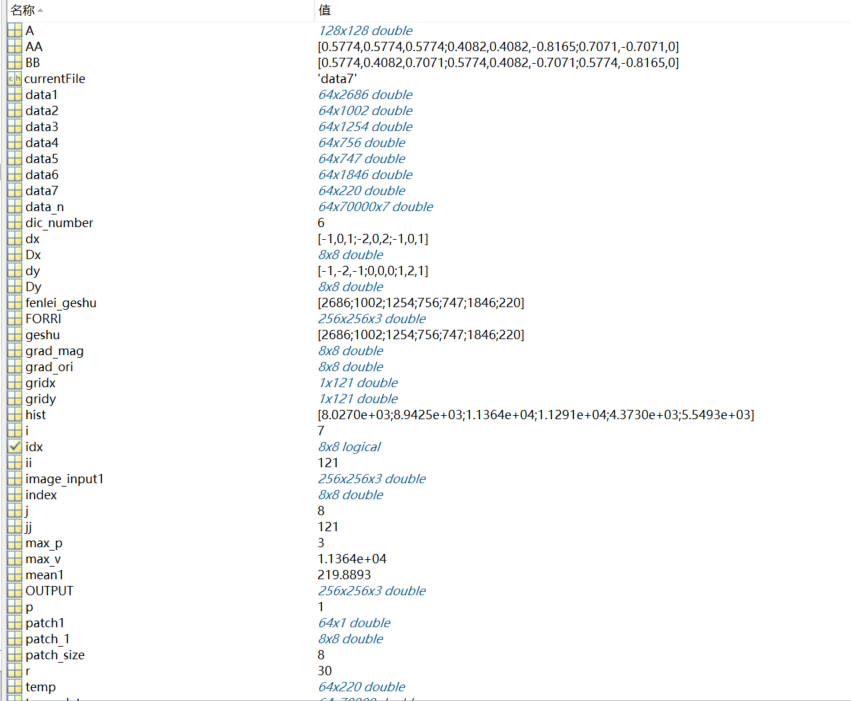 名称 值
A 128x128 double
AA [0.5774,0.5774,0.5774;0.4082,0.4082,-0.8165;0.7071,-0.7071,0]
BB [0.5774,0.4082,0.7071;0.5774,0.4082,-0.7071;0.5774,-0.8165,0]
currentFile 'data7'
data1 64x2686 double
data2 64x1002 double
data3 64x1254 double
data4 64x756 double
data5 64x747 double
data6 64x1846 double
data7 64x220 double
data_n 64x70000x7 double
dic_number 6
dx [-1,0,1;-2,0,2;-1,0,1]
Dx 8x8 double
dy [-1,-2,-1;0,0,0;1,2,1]
Dy 8x8 double
fenlei_geshu [2686;1002;1254;756;747;1846;220]
FORRI 256x256x3 double
geshu [2686;1002;1254;756;747;1846;220]
grad_mag 8x8 double
grad_ori 8x8 double
gridx 1x121 double
gridy 1x121 double
hist [8.0270e+03;8.9425e+03;1.1364e+04;1.1291e+04;4.3730e+03;5.5493e+03]
i 7
idx 8x8 logical
ii 121
image_input1 256x256x3 double
index 8x8 double
j 8
jj 121
max_p 3
max_v 1.1364e+04
mean1 219.8893
OUTPUT 256x256x3 double
p 1
patch1 64x1 double
patch_1 8x8 double
patch_size 8
r 30
temp 64x220 double